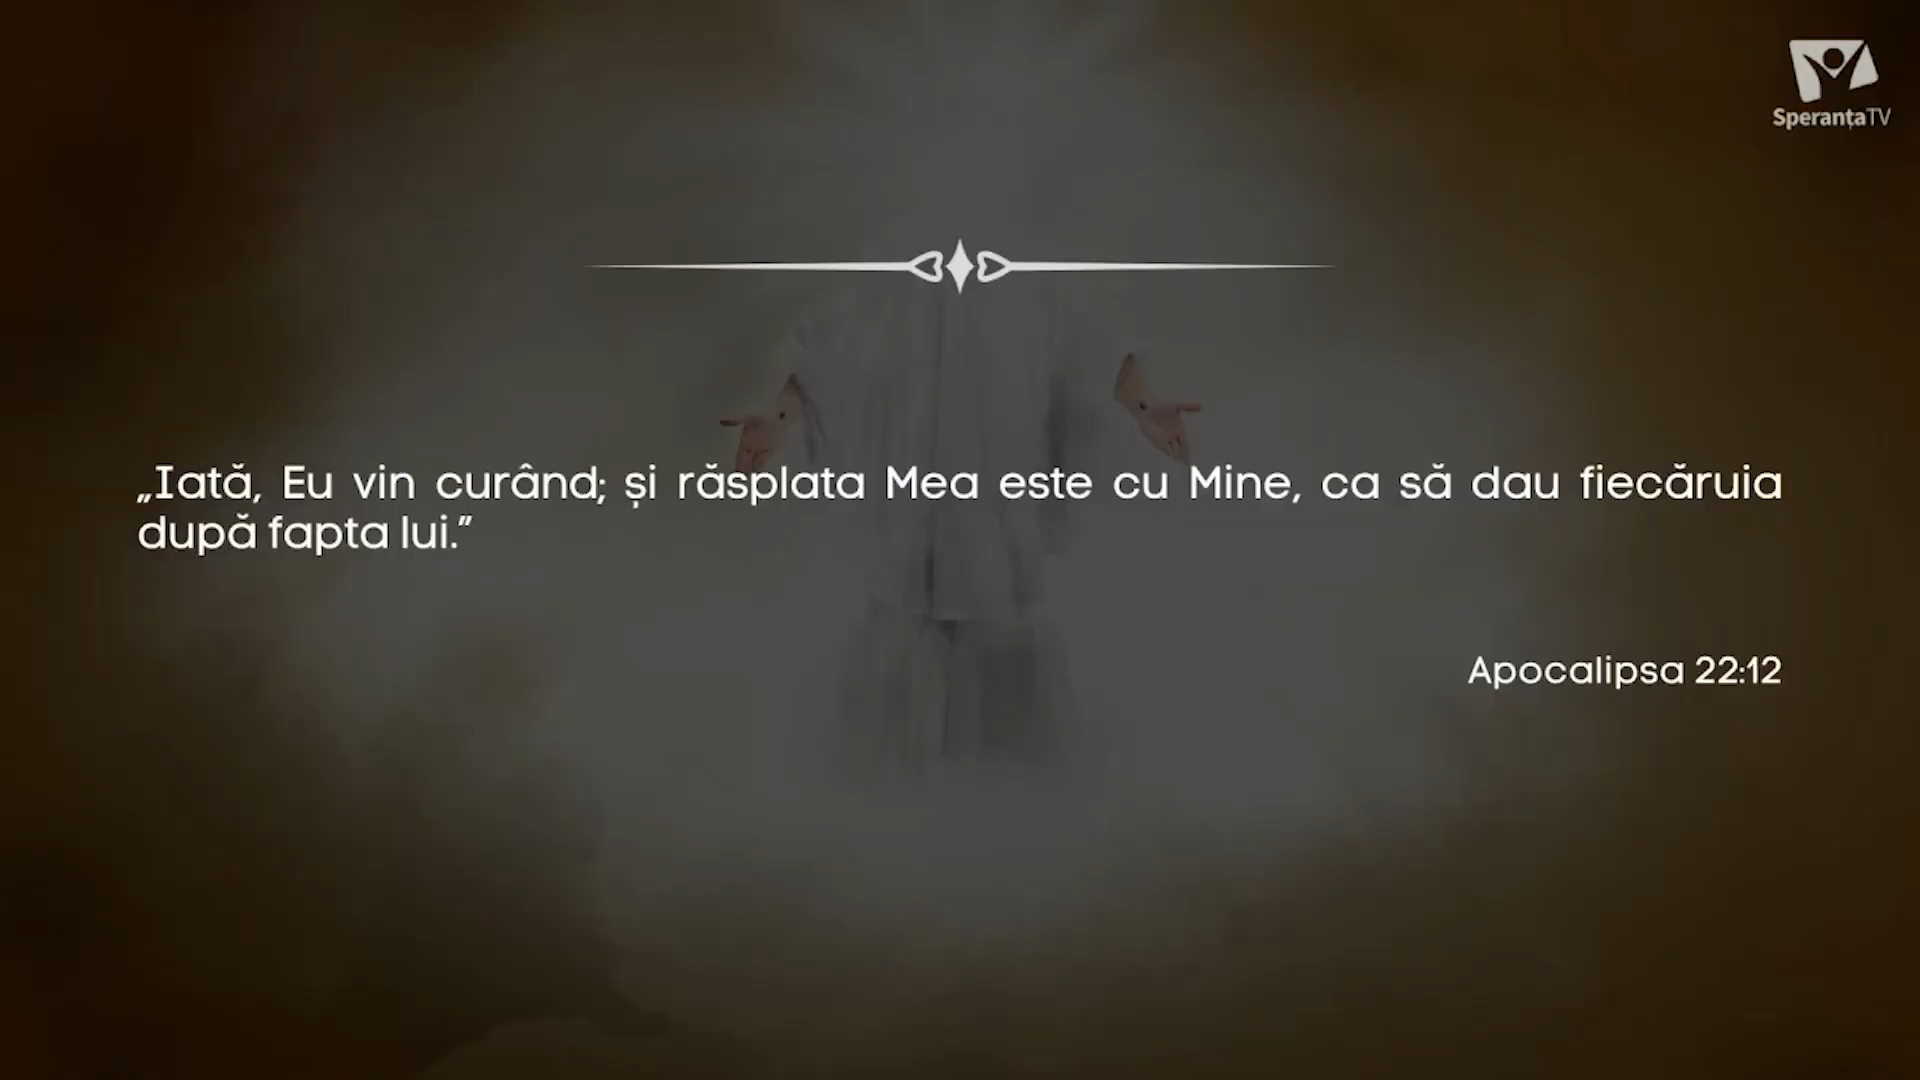 SperanțaTV
„Iată, Eu vin curând; și răsplata Mea este cu Mine, ca să dau fiecăruia
după fapta lui.”
Apocalipsa 22:12